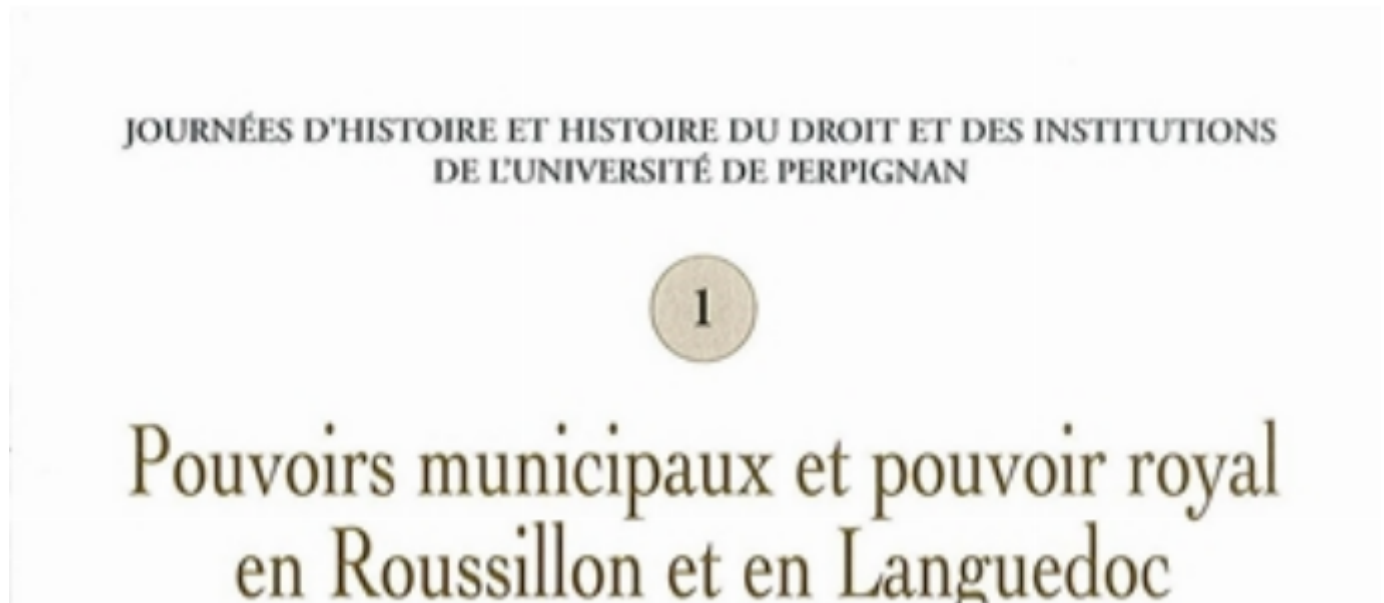 JOURNÉES D'HISTOIRE ET HISTOIRE DU DROIT ET DES INSTITUTIONS
DE L'UNIVERSITÉ DE PERPIGNAN
1
Pouvoirs municipaux et pouvoir royal
en Roussillon et en Languedoc